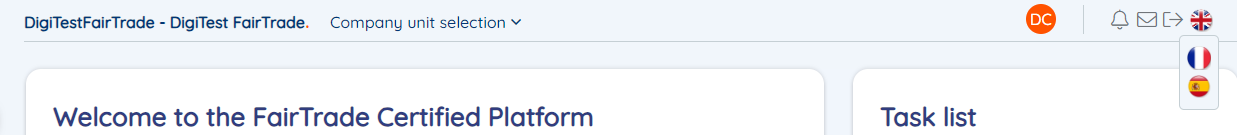 DigiTestFairTrade - DigiTest FairTrade. Company unit selection DC
Welcome to the FairTrade Certified Platform
Task list